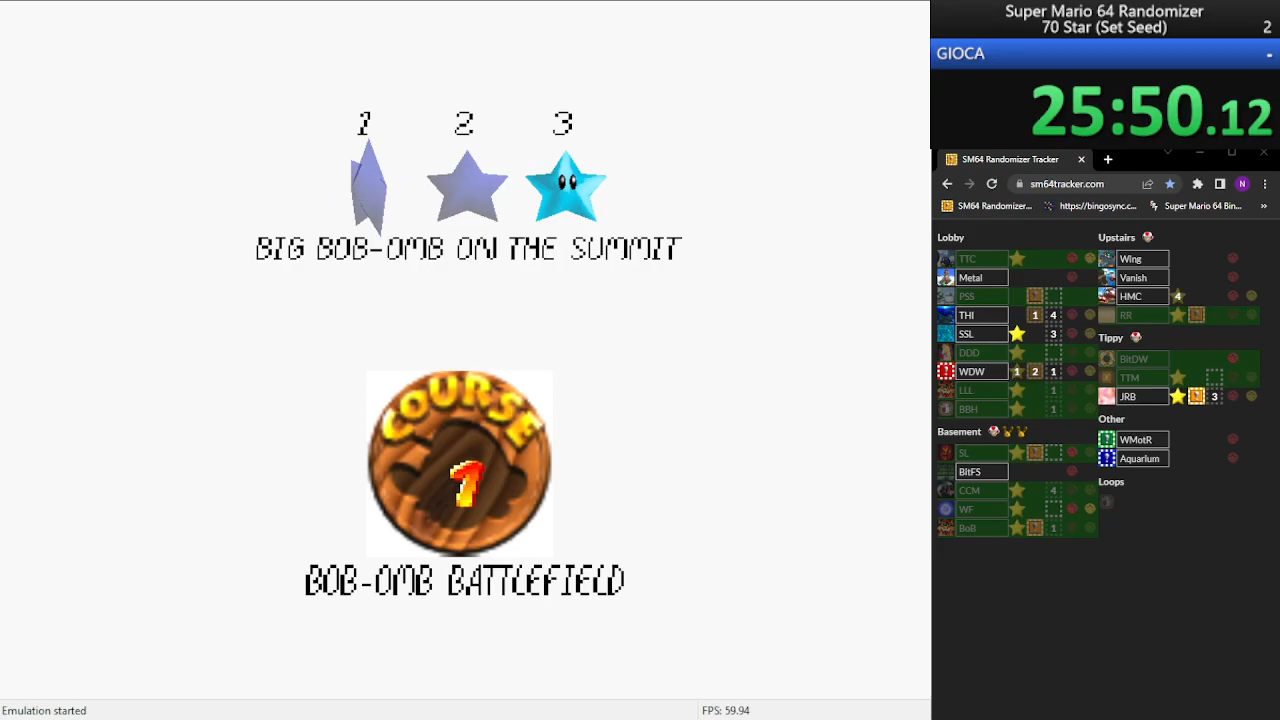 1 2 3
BIG BOB-OMB ON THE SUMMIT
COURSE
1
BOB-OMB BATTLEFIELD
Emulation started
FPS: 59.94
Super Mario 64 Randomizer
70 Star (Set Seed)
2
GIOCA
-
25:50.12
SM64 Randomizer Tracker
sm64tracker.com
N
SM64 Randomizer...
https://bingosync.c...
Super Mario 64 Bin...
Lobby
TTC
Metal
PSS
THI 1 4
SSL 3
DDD
WDW 1 2 1
LLL 1
BBH 1
Basement
SL
BitFS
CCM 4
WF
BoB 1
Upstairs
Wing
Vanish
HMC 4
RR
Tippy
BitDW
TTM
JRB 3
Other
? WMotR
? Aquarium
Loops